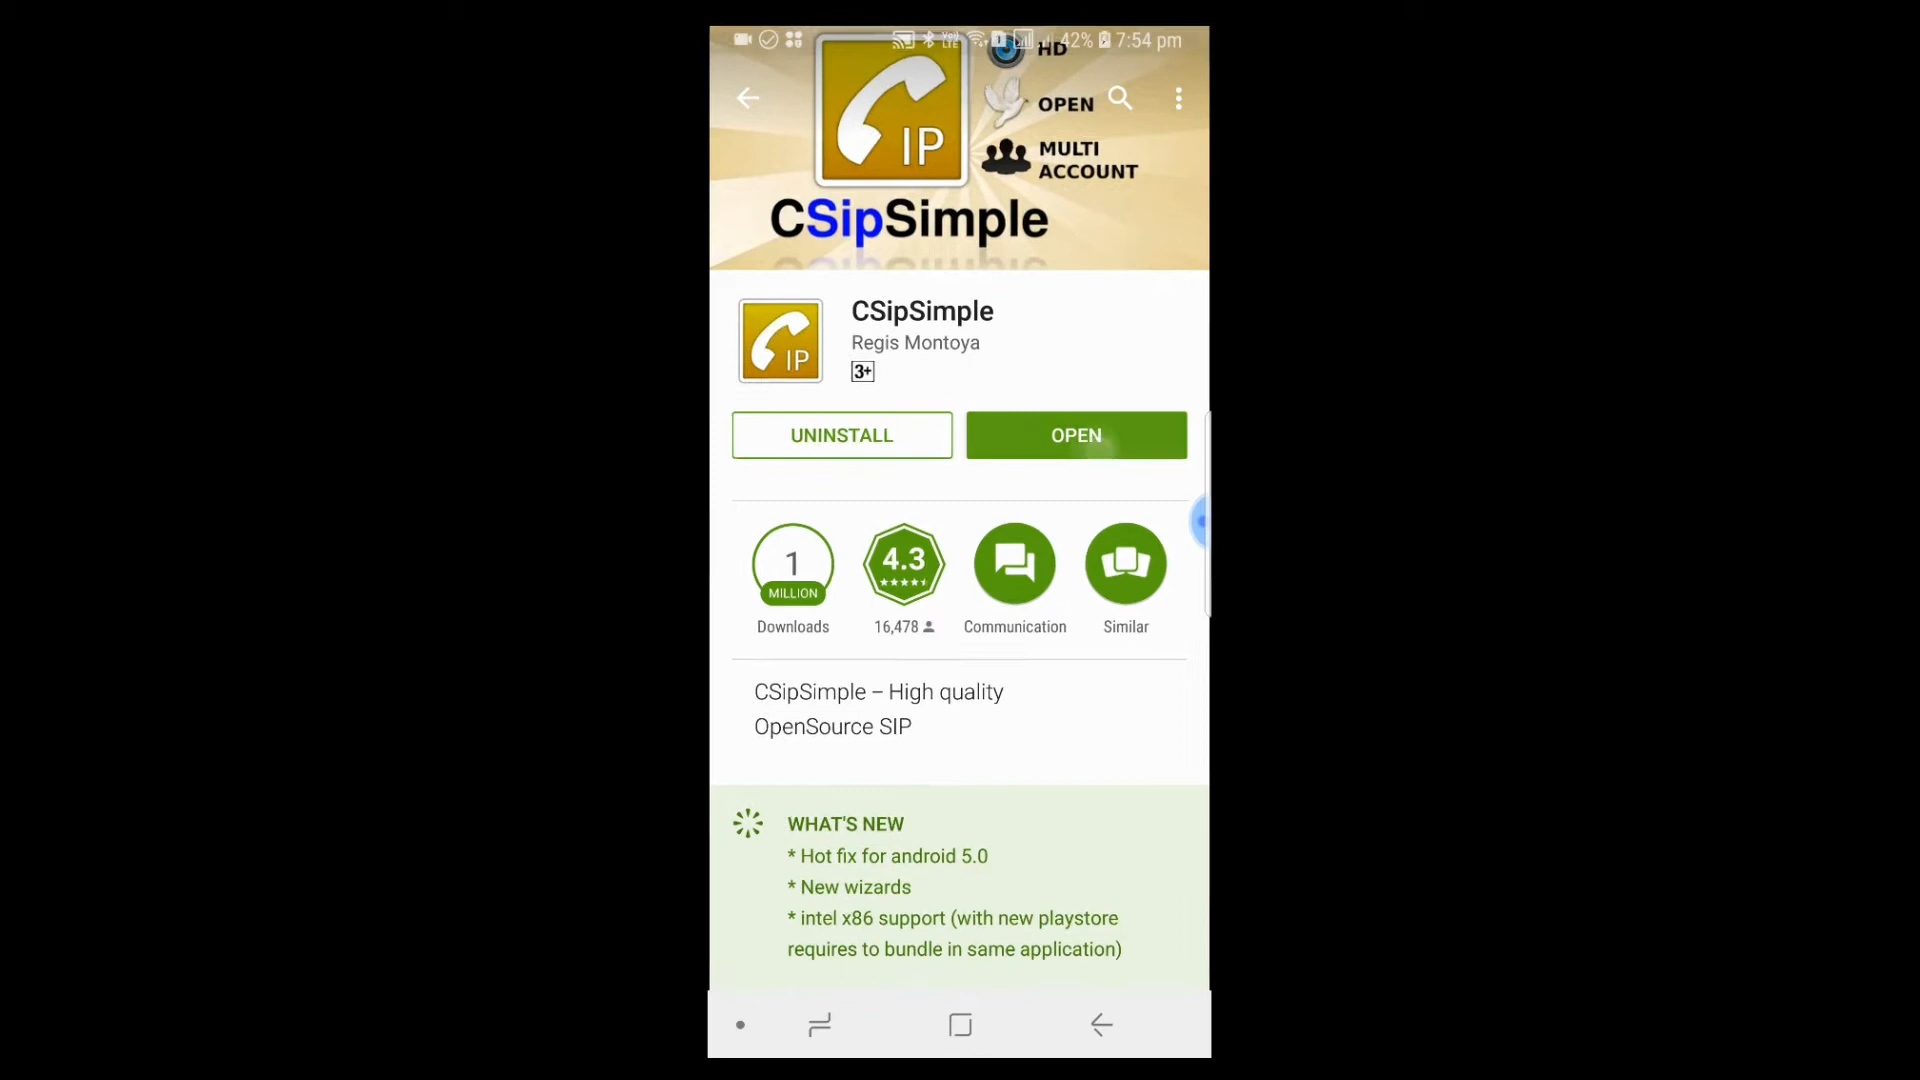 42% 7:54 pm
HD
OPEN
MULTI
ACCOUNT
IP
CSipSimple
CSipSimple
Regis Montoya
3+
IP
UNINSTALL
OPEN
1
MILLION
4.3
Downloads
16,478
Communication
Similar
CSipSimple – High quality
OpenSource SIP
WHAT'S NEW
* Hot fix for android 5.0
* New wizards
* intel x86 support (with new playstore
requires to bundle in same application)